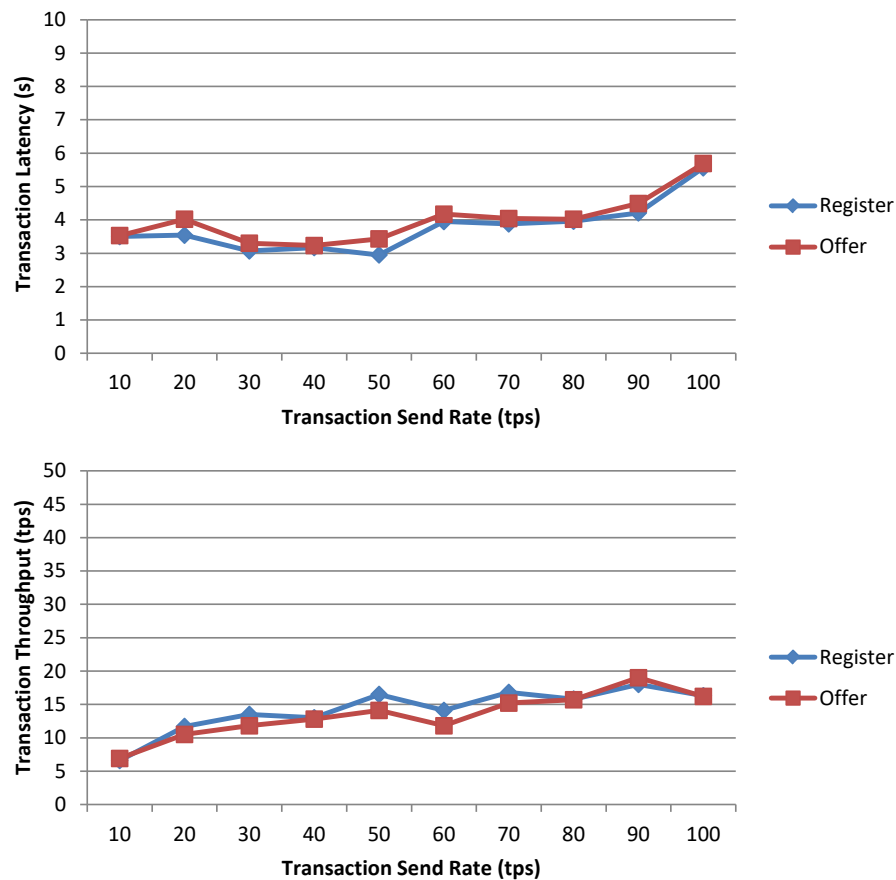 10
9
8
7
6
5
4
3
2
1
0
Transaction Latency (s)
10 20 30 40 50 60 70 80 90 100
Transaction Send Rate (tps)
Register
Offer
50
45
40
35
30
25
20
15
10
5
0
Transaction Throughput (tps)
10 20 30 40 50 60 70 80 90 100
Transaction Send Rate (tps)
Register
Offer